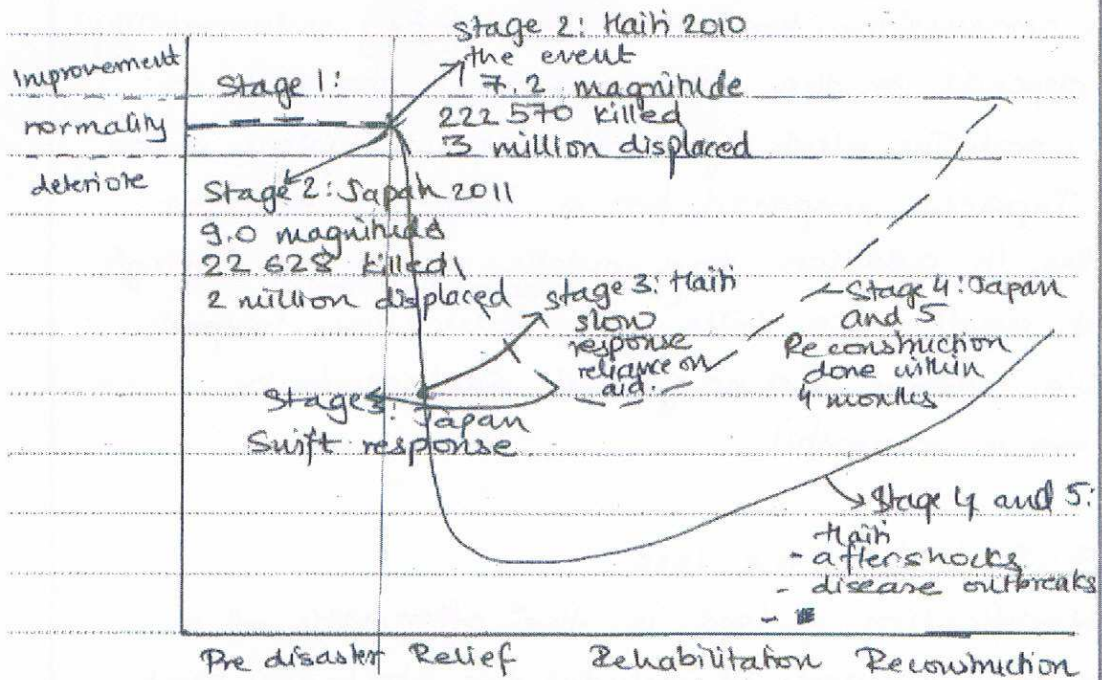 Improvement
normality
deteriore
Stage 1:
Stage 2: Haiti 2010
the event
7.2 magnitude
222 570 killed
3 million displaced
Stage 2: Japan 2011
9.0 magnitude
22 628 killed
2 million displaced
Stage 3: Haiti
slow
response
reliance on
aid.
Stage 3: Japan
Swift response
Stage 4: Japan
and 5
Reconstruction
done within
4 months
Stage 4 and 5:
Haiti
- aftershocks
- disease outbreaks
-
Pre disaster Relief Rehabilitation Reconstruction